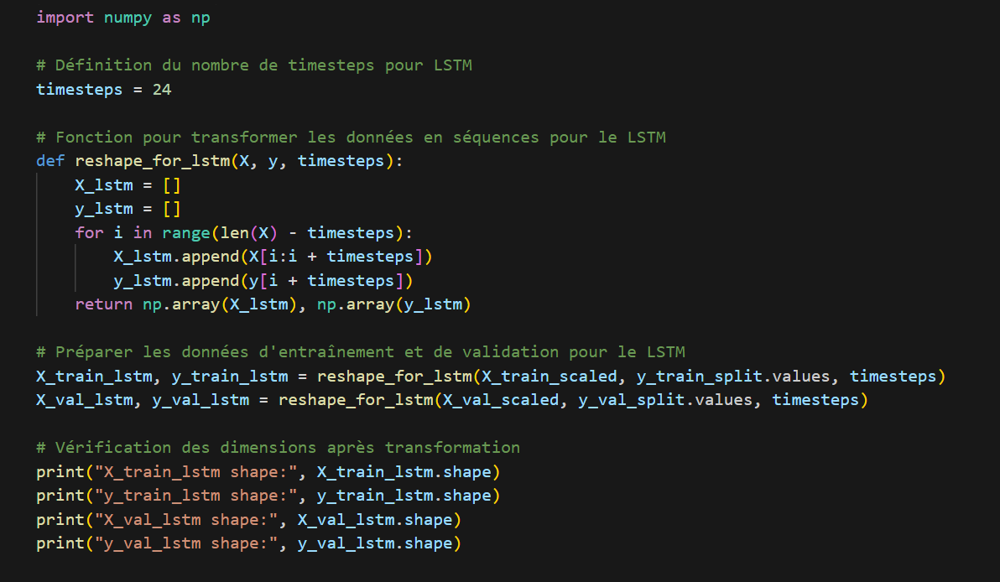 import numpy as np
# Définition du nombre de timesteps pour LSTM
timesteps = 24
# Fonction pour transformer les données en séquences pour le LSTM
def reshape_for_lstm(X, y, timesteps):
    X_lstm = []
    y_lstm = []
    for i in range(len(X) - timesteps):
        X_lstm.append(X[i:i + timesteps])
        y_lstm.append(y[i + timesteps])
    return np.array(X_lstm), np.array(y_lstm)
# Préparer les données d'entraînement et de validation pour le LSTM
X_train_lstm, y_train_lstm = reshape_for_lstm(X_train_scaled, y_train_split.values, timesteps)
X_val_lstm, y_val_lstm = reshape_for_lstm(X_val_scaled, y_val_split.values, timesteps)
# Vérification des dimensions après transformation
print("X_train_lstm shape:", X_train_lstm.shape)
print("y_train_lstm shape:", y_train_lstm.shape)
print("X_val_lstm shape:", X_val_lstm.shape)
print("y_val_lstm shape:", y_val_lstm.shape)